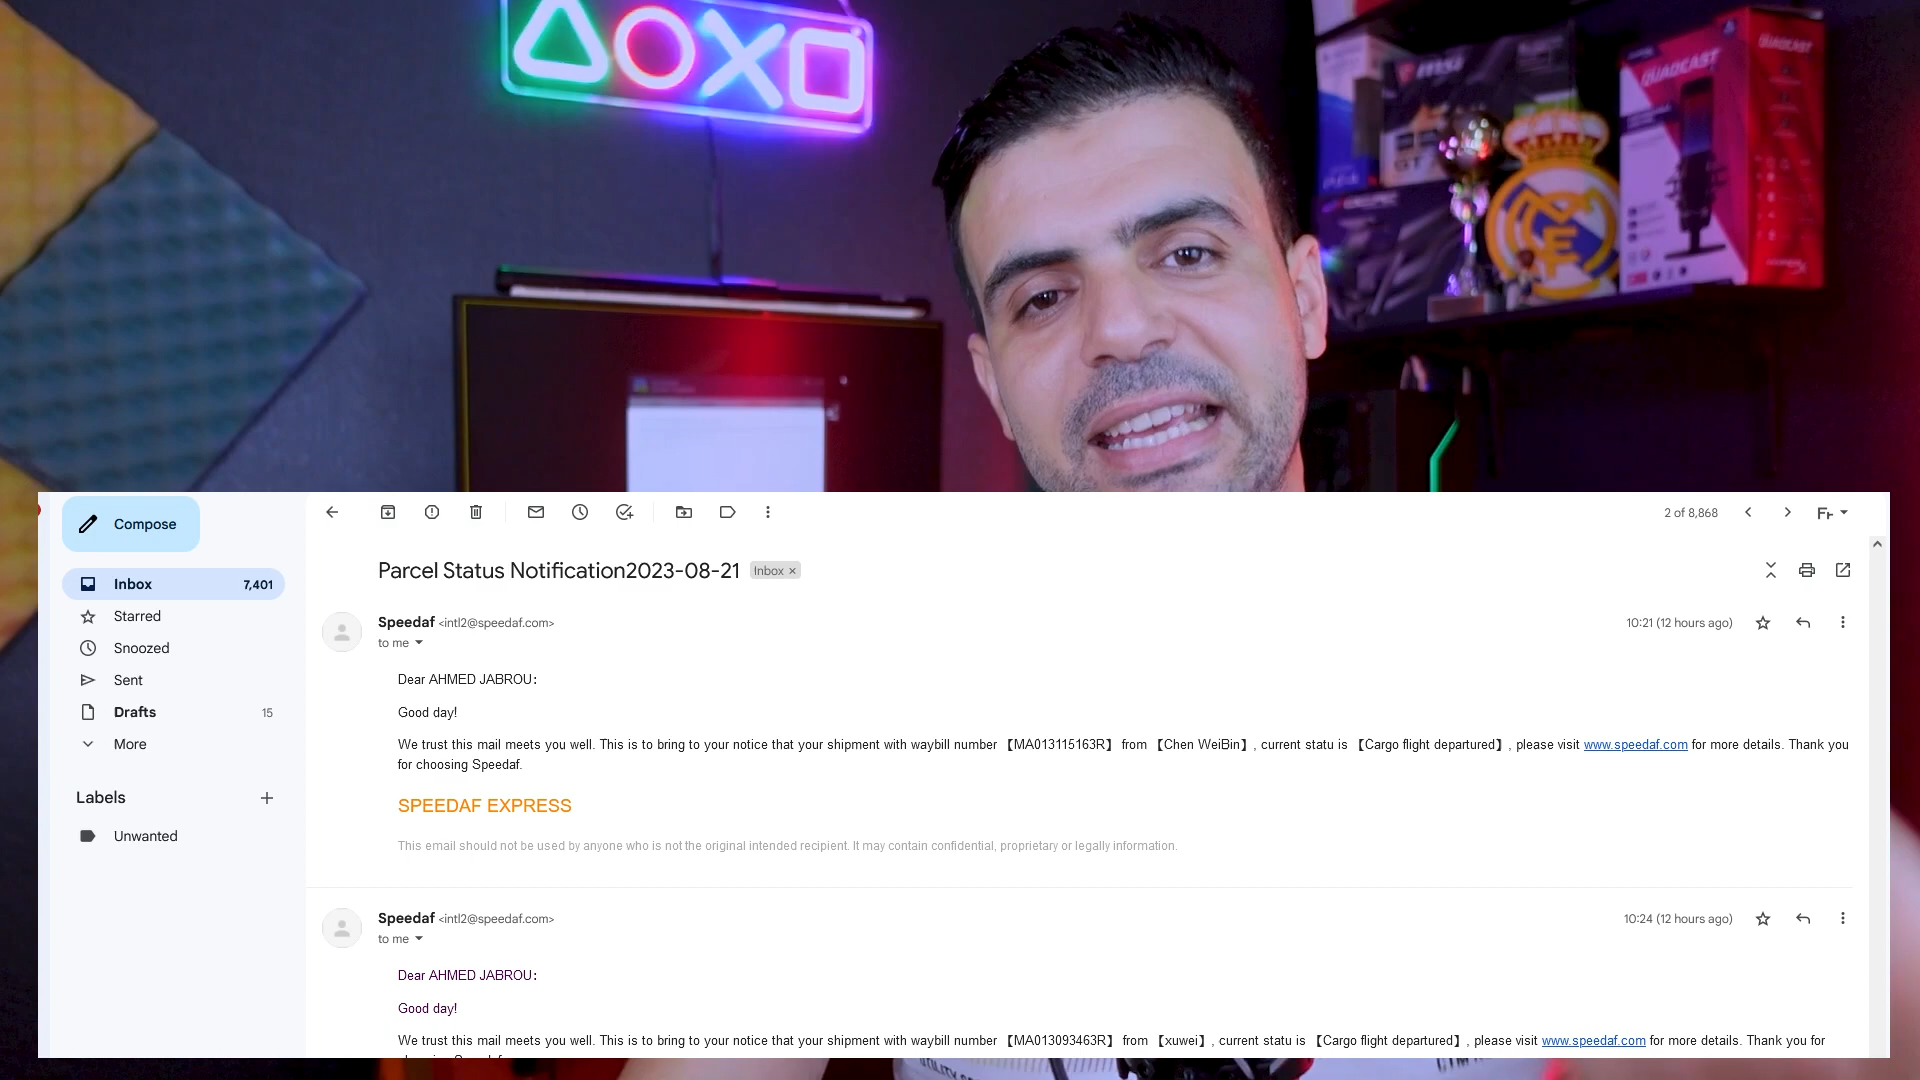 MSI
QUADCAST
QUADCAST
PS4
Compose
2 of 8,868
Inbox 7,401
Starred
Snoozed
Sent
Drafts 15
More
Labels
Unwanted
Parcel Status Notification2023-08-21 Inbox ×
Speedaf <intl2@speedaf.com> 10:21 (12 hours ago)
to me
Dear AHMED JABROU:
Good day!
We trust this mail meets you well. This is to bring to your notice that your shipment with waybill number 【MA013115163R】 from 【Chen WeiBin】, current statu is 【Cargo flight departured】, please visit www.speedaf.com for more details. Thank you
for choosing Speedaf.
SPEEDAF EXPRESS
This email should not be used by anyone who is not the original intended recipient. It may contain confidential, proprietary or legally information.
Speedaf <intl2@speedaf.com> 10:24 (12 hours ago)
to me
Dear AHMED JABROU:
Good day!
We trust this mail meets you well. This is to bring to your notice that your shipment with waybill number 【MA013093463R】 from 【xuwei】, current statu is 【Cargo flight departured】, please visit www.speedaf.com for more details. Thank you for